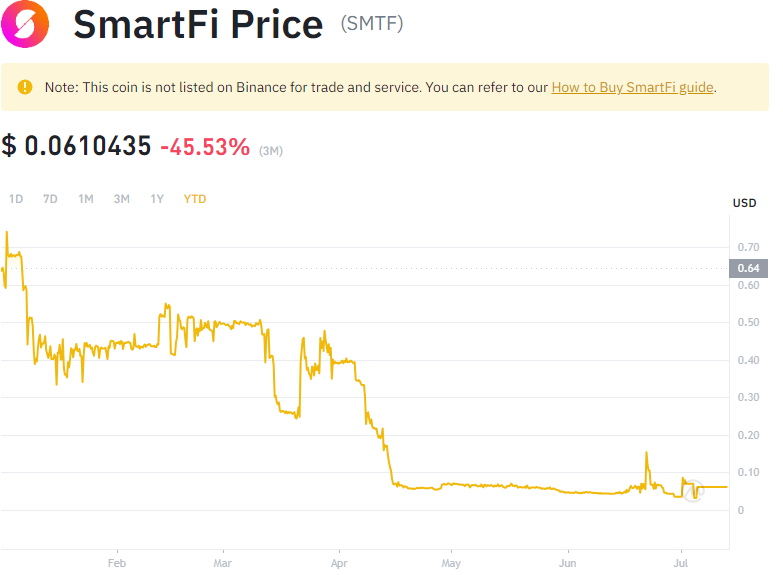 SmartFi Price (SMTF)
Note: This coin is not listed on Binance for trade and service. You can refer to our How to Buy SmartFi guide.
$ 0.0610435 -45.53% (3M)
1D 7D 1M 3M 1Y YTD
USD
0.70
0.64
0.60
0.50
0.40
0.30
0.20
0.10
0
Feb Mar Apr May Jun Jul